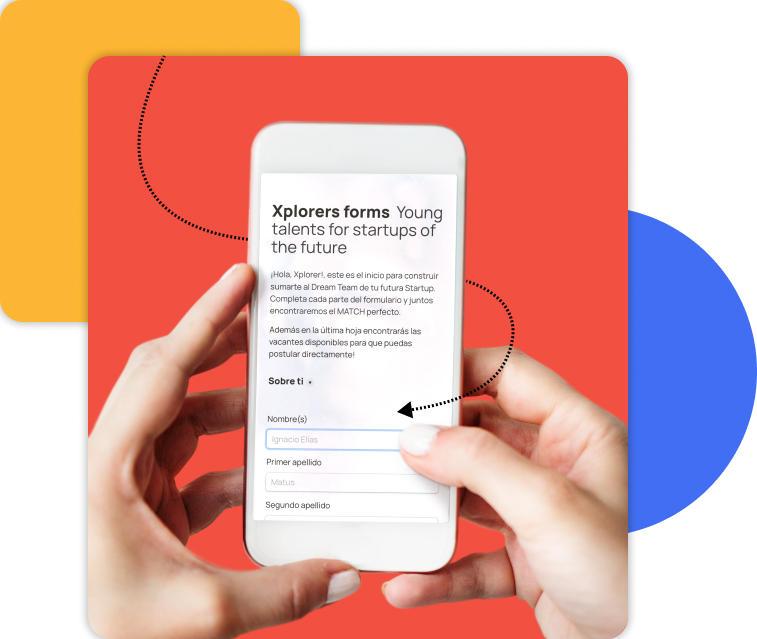 Xplorers forms Young
talents for startups of
the future
¡Hola, Xplorer!, este es el inicio para construir
sumarte al Dream Team de tu futura Startup.
Completa cada parte del formulario y juntos
encontraremos el MATCH perfecto.
Además en la última hoja encontrarás las
vacantes disponibles para que puedas
postular directamente!
Sobre ti
Nombre(s)
Ignacio Elías
Primer apellido
Matus
Segundo apellido